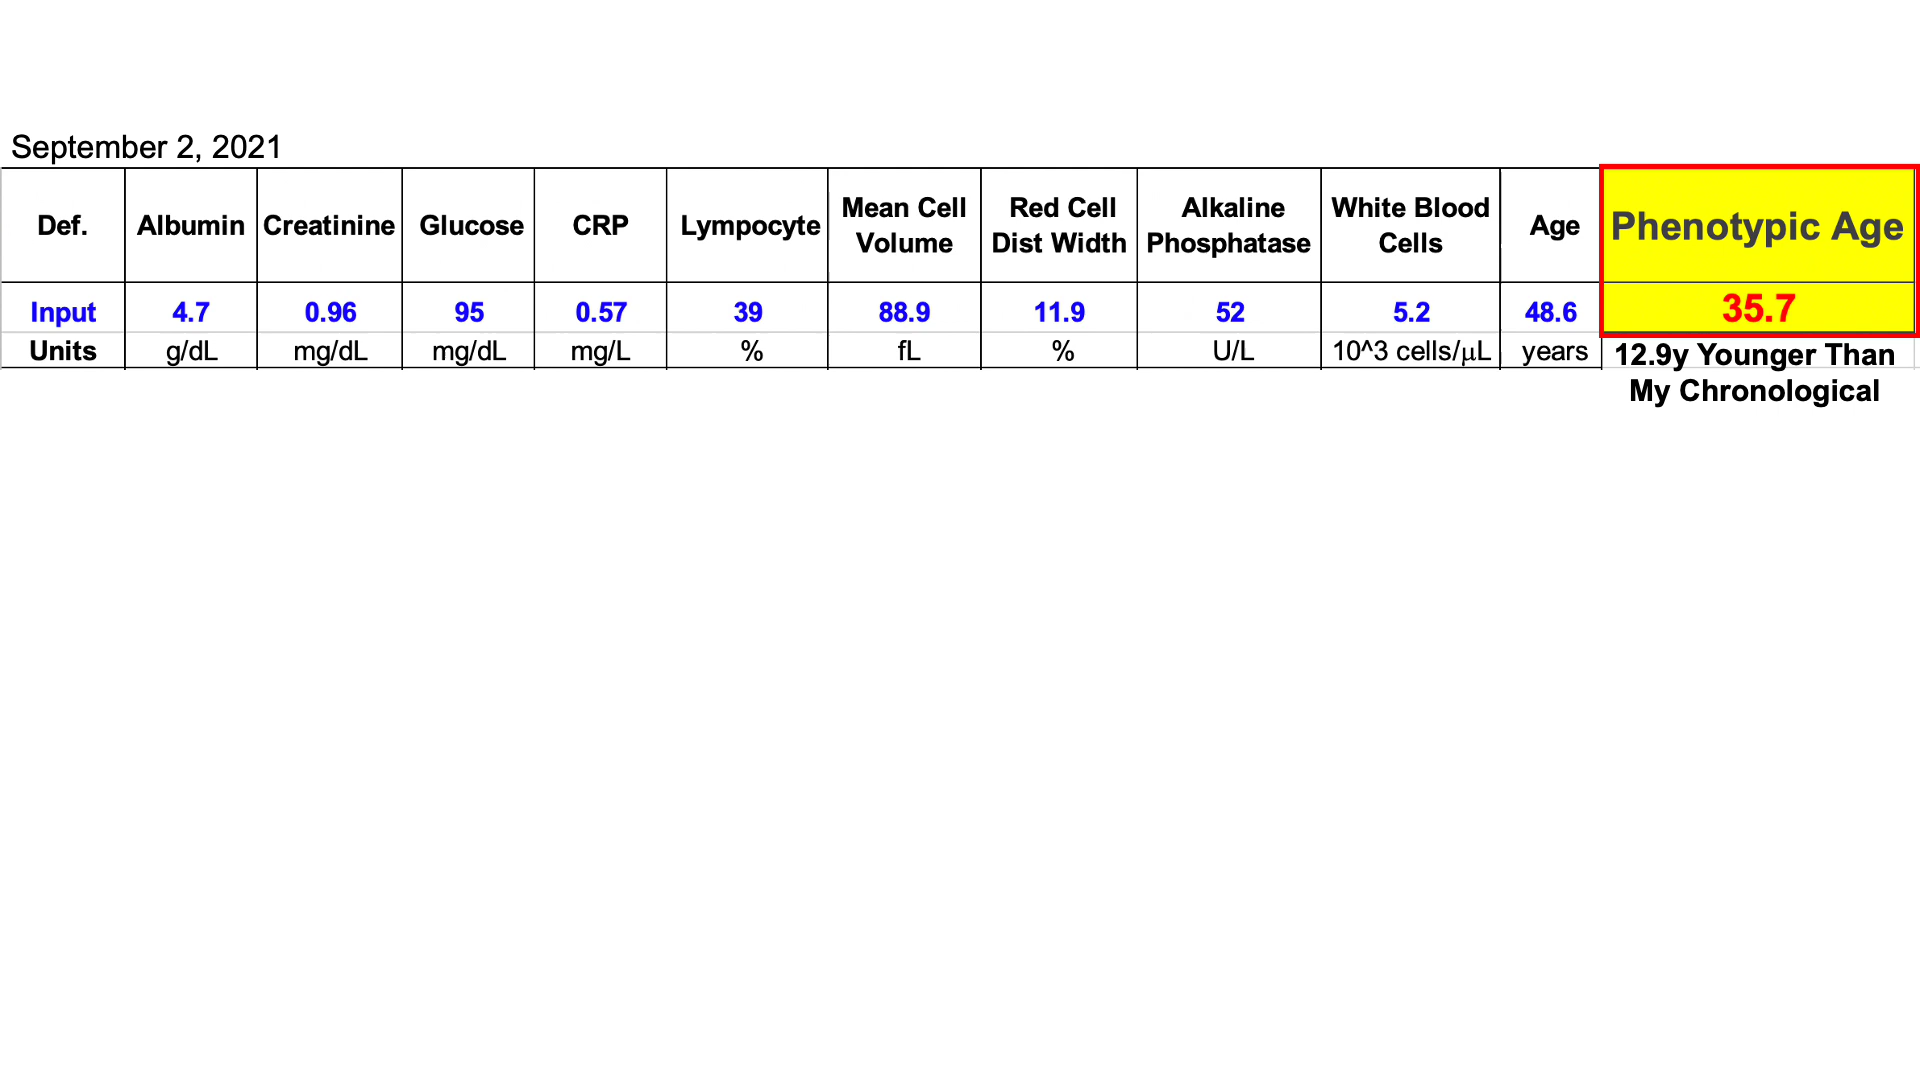 September 2, 2021
Def. Albumin Creatinine Glucose CRP Lympocyte Mean Cell Volume Red Cell Dist Width Alkaline Phosphatase White Blood Cells Age Phenotypic Age
Input 4.7 0.96 95 0.57 39 88.9 11.9 52 5.2 48.6 35.7
Units g/dL mg/dL mg/dL mg/L % fL % U/L 10^3 cells/μL years
12.9y Younger Than
My Chronological